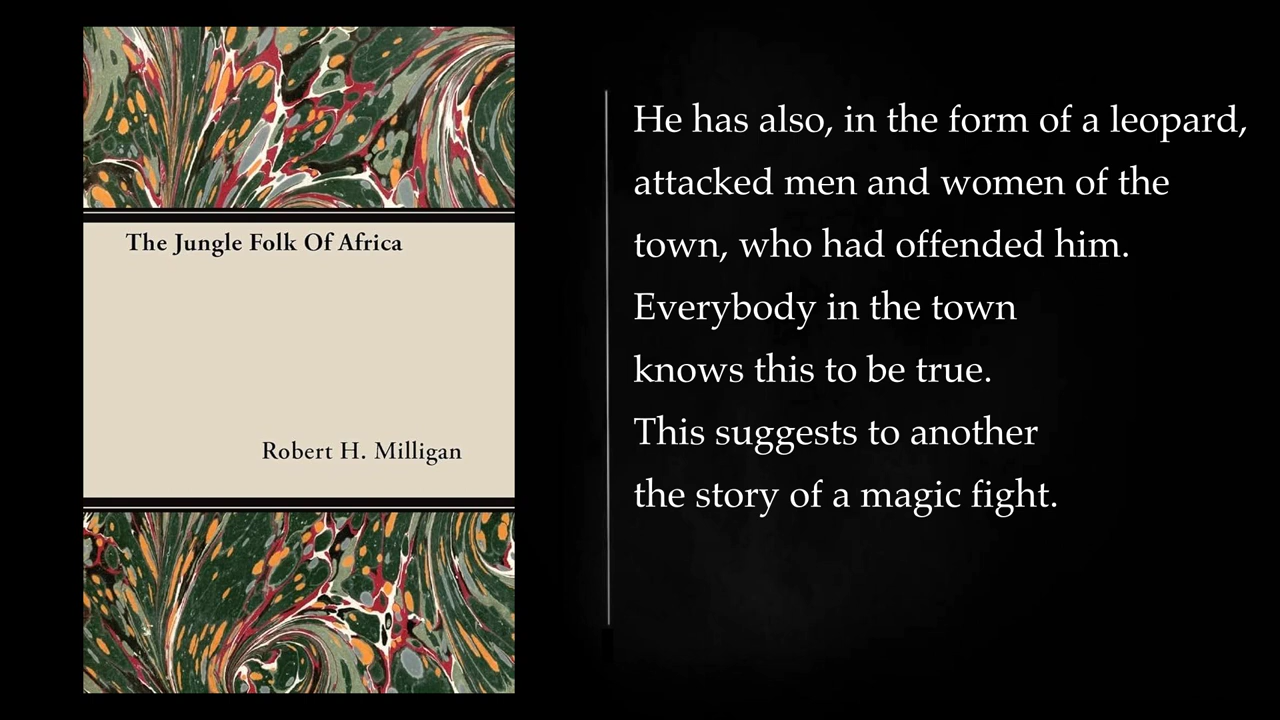 The Jungle Folk Of Africa
Robert H. Milligan
He has also, in the form of a leopard,
attacked men and women of the
town, who had offended him.
Everybody in the town
knows this to be true.
This suggests to another
the story of a magic fight.